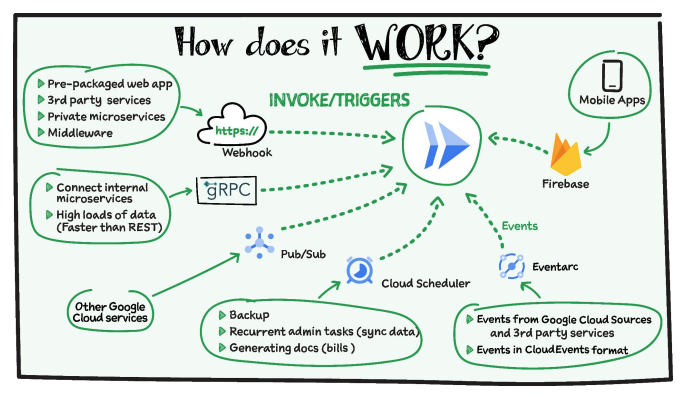 How does it WORK?
INVOKE/TRIGGERS
Pre-packaged web app
3rd party services
Private microservices
Middleware
https://
Webhook
Mobile Apps
Firebase
Connect internal
microservices
High loads of data
(Faster than REST)
gRPC
Pub/Sub
Other Google
Cloud services
Cloud Scheduler
Backup
Recurrent admin tasks (sync data)
Generating docs (bills )
Events
Eventarc
Events from Google Cloud Sources
and 3rd party services
Events in CloudEvents format